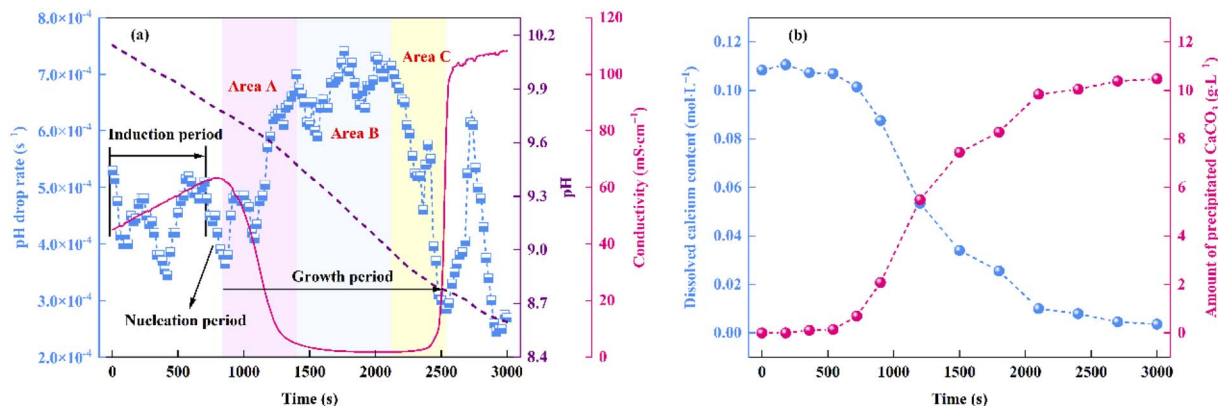 (a)
8.0×10⁻⁴
7.0×10⁻⁴
6.0×10⁻⁴
5.0×10⁻⁴
4.0×10⁻⁴
3.0×10⁻⁴
2.0×10⁻⁴
pH drop rate (s⁻¹)
Area A
Area B
Area C
Induction period
Nucleation period
Growth period
0 500 1000 1500 2000 2500 3000
Time (s)
10.2
9.9
9.6
9.3
9.0
8.7
8.4
pH
120
100
80
60
40
20
0
Conductivity (mS·cm⁻¹)
(b)
0.12
0.10
0.08
0.06
0.04
0.02
0.00
Dissolved calcium content (mol·L⁻¹)
0 500 1000 1500 2000 2500 3000
Time (s)
12
10
8
6
4
2
0
Amount of precipitated CaCO₃ (g·L⁻¹)